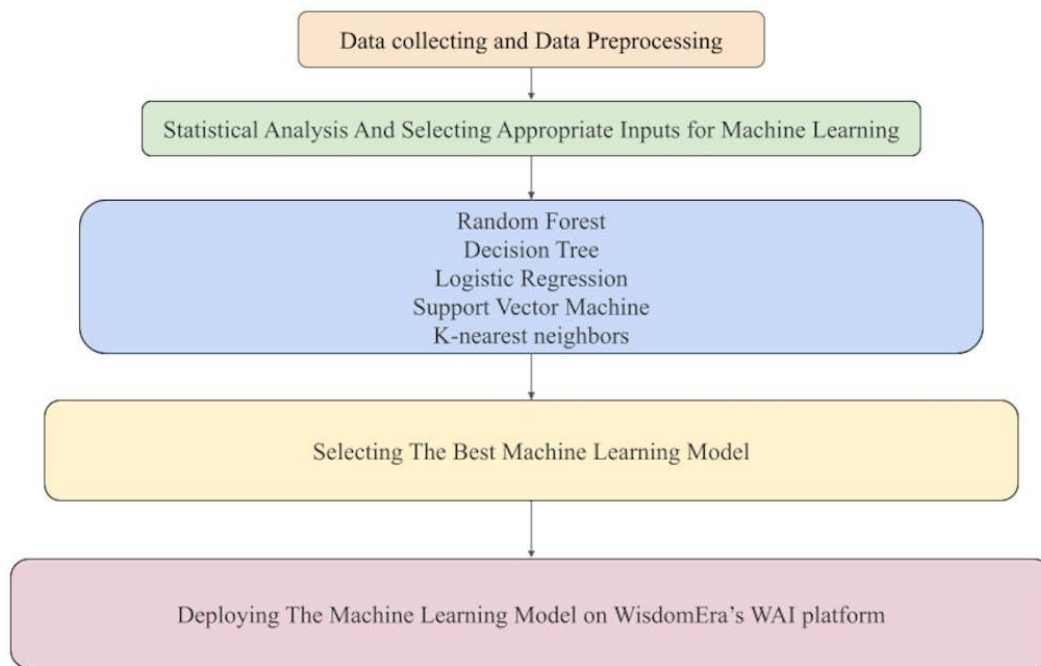 Data collecting and Data Preprocessing
Statistical Analysis And Selecting Appropriate Inputs for Machine Learning
Random Forest
Decision Tree
Logistic Regression
Support Vector Machine
K-nearest neighbors
Selecting The Best Machine Learning Model
Deploying The Machine Learning Model on WisdomEra’s WAI platform